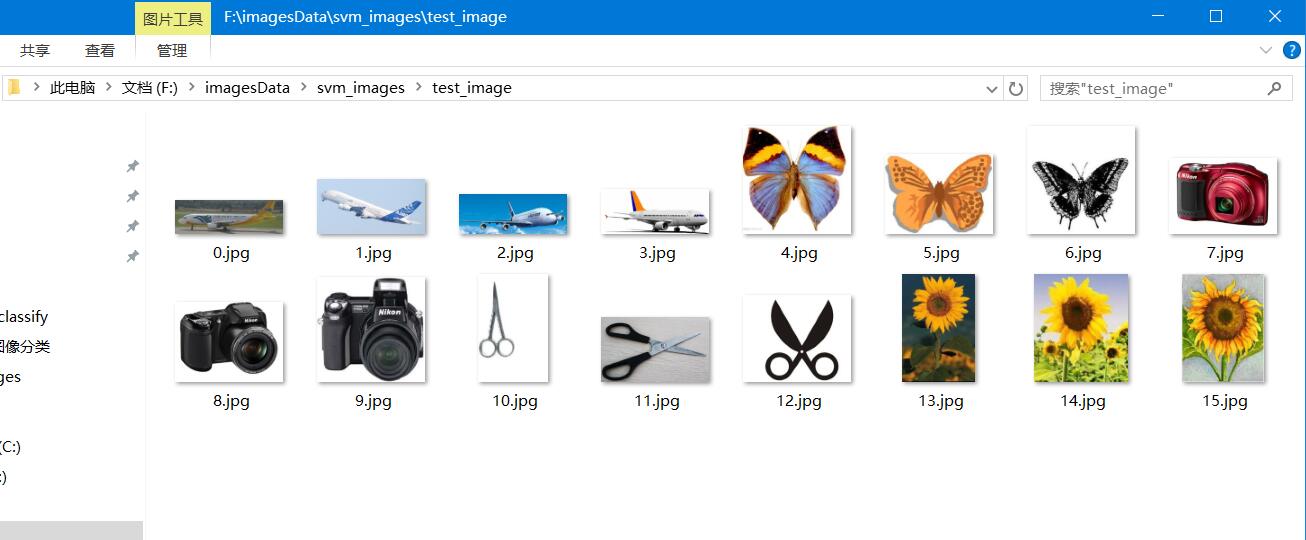 图片工具 F:\imagesData\svm_images\test_image
共享 查看 管理
此电脑 文档 (F:) imagesData svm_images test_image 搜索"test_image"
0.jpg 1.jpg 2.jpg 3.jpg 4.jpg 5.jpg 6.jpg 7.jpg
Nikon
classify
图像分类
ges
Nikon
8.jpg 9.jpg 10.jpg 11.jpg 12.jpg 13.jpg 14.jpg 15.jpg
(C:)
:)